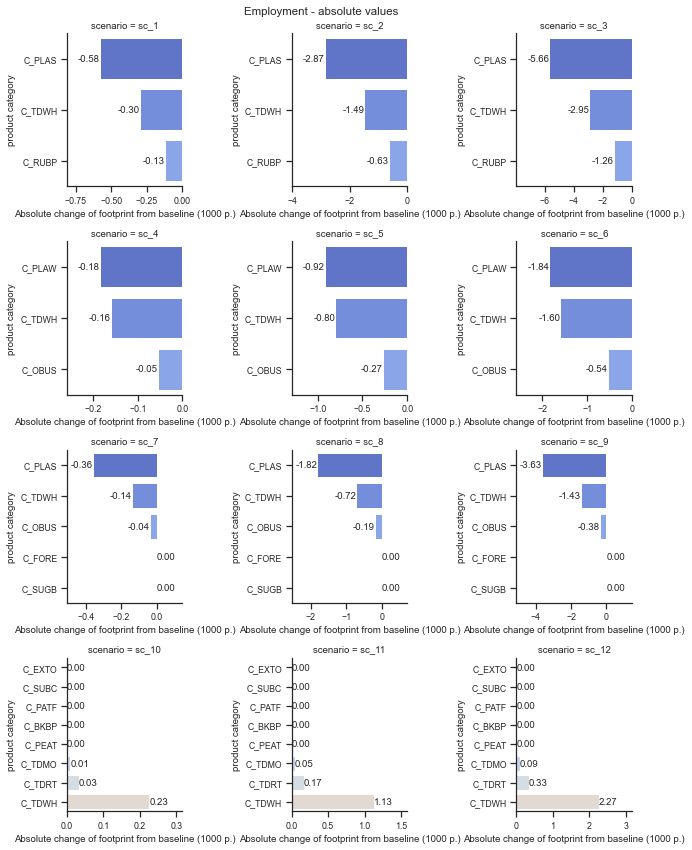 Employment - absolute values
scenario = sc_1
product category
C_PLAS
-0.58
C_TDWH
-0.30
C_RUBP
-0.13
−0.75 −0.50 −0.25 0.00
Absolute change of footprint from baseline (1000 p.)
scenario = sc_2
product category
C_PLAS
-2.87
C_TDWH
-1.49
C_RUBP
-0.63
−4 −2 0
Absolute change of footprint from baseline (1000 p.)
scenario = sc_3
product category
C_PLAS
-5.66
C_TDWH
-2.95
C_RUBP
-1.26
−6 −4 −2 0
Absolute change of footprint from baseline (1000 p.)
scenario = sc_4
product category
C_PLAW
-0.18
C_TDWH
-0.16
C_OBUS
-0.05
−0.2 −0.1 0.0
Absolute change of footprint from baseline (1000 p.)
scenario = sc_5
product category
C_PLAW
-0.92
C_TDWH
-0.80
C_OBUS
-0.27
−1.0 −0.5 0.0
Absolute change of footprint from baseline (1000 p.)
scenario = sc_6
product category
C_PLAW
-1.84
C_TDWH
-1.60
C_OBUS
-0.54
−2 −1 0
Absolute change of footprint from baseline (1000 p.)
scenario = sc_7
product category
C_PLAS
-0.36
C_TDWH
-0.14
C_OBUS
-0.04
C_FORE
0.00
C_SUGB
0.00
−0.4 −0.2 0.0
Absolute change of footprint from baseline (1000 p.)
scenario = sc_8
product category
C_PLAS
-1.82
C_TDWH
-0.72
C_OBUS
-0.19
C_FORE
0.00
C_SUGB
0.00
−2 −1 0
Absolute change of footprint from baseline (1000 p.)
scenario = sc_9
product category
C_PLAS
-3.63
C_TDWH
-1.43
C_OBUS
-0.38
C_FORE
0.00
C_SUGB
0.00
−4 −2 0
Absolute change of footprint from baseline (1000 p.)
scenario = sc_10
product category
C_EXTO
0.00
C_SUBC
0.00
C_PATF
0.00
C_BKBP
0.00
C_PEAT
0.00
C_TDMO
0.01
C_TDRT
0.03
C_TDWH
0.23
0.0 0.1 0.2 0.3
Absolute change of footprint from baseline (1000 p.)
scenario = sc_11
product category
C_EXTO
0.00
C_SUBC
0.00
C_PATF
0.00
C_BKBP
0.00
C_PEAT
0.00
C_TDMO
0.05
C_TDRT
0.17
C_TDWH
1.13
0.0 0.5 1.0 1.5
Absolute change of footprint from baseline (1000 p.)
scenario = sc_12
product category
C_EXTO
0.00
C_SUBC
0.00
C_PATF
0.00
C_BKBP
0.00
C_PEAT
0.00
C_TDMO
0.09
C_TDRT
0.33
C_TDWH
2.27
0 1 2 3
Absolute change of footprint from baseline (1000 p.)